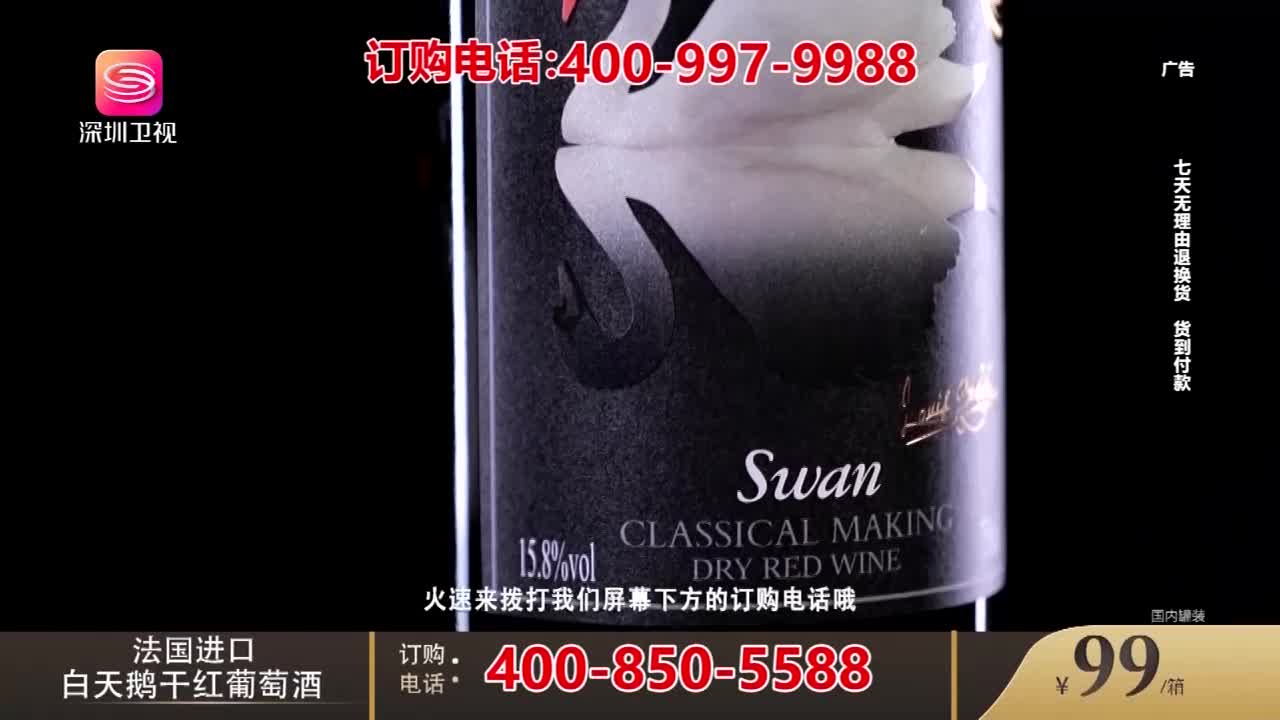 订购电话:400-997-9988
广告
深圳卫视
七天无理由退换货 货到付款
Swan
CLASSICAL MAKING
DRY RED WINE
15.8%vol
火速来拨打我们屏幕下方的订购电话哦
国内罐装
法国进口
白天鹅干红葡萄酒
订购
电话:
400-850-5588
¥99/箱